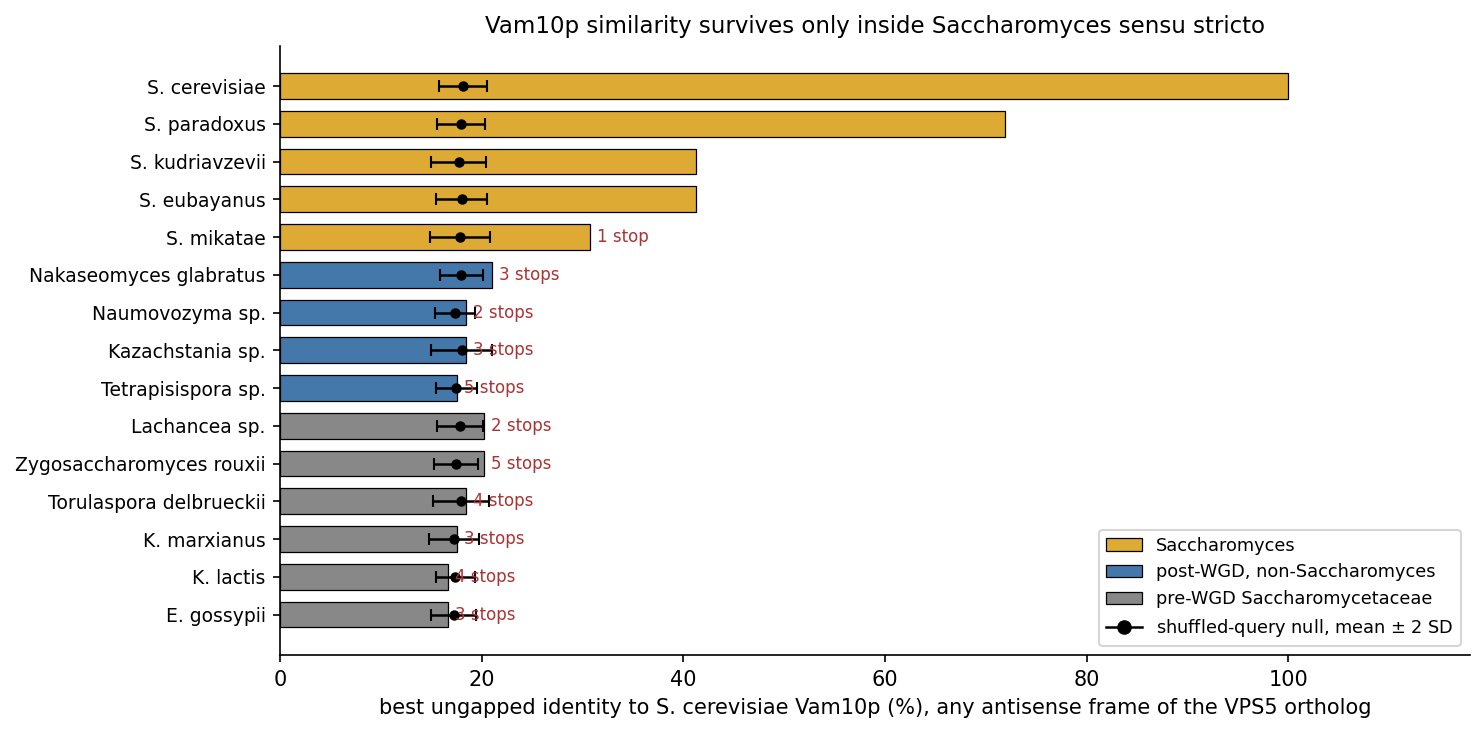 Vam10p similarity survives only inside Saccharomyces sensu stricto
S. cerevisiae
S. paradoxus
S. kudriavzevii
S. eubayanus
S. mikatae
1 stop
Nakaseomyces glabratus
3 stops
Naumovozyma sp.
2 stops
Kazachstania sp.
3 stops
Tetrapisispora sp.
5 stops
Lachancea sp.
2 stops
Zygosaccharomyces rouxii
5 stops
Torulaspora delbrueckii
4 stops
K. marxianus
3 stops
K. lactis
4 stops
E. gossypii
3 stops
Saccharomyces
post-WGD, non-Saccharomyces
pre-WGD Saccharomycetaceae
shuffled-query null, mean ± 2 SD
0 20 40 60 80 100
best ungapped identity to S. cerevisiae Vam10p (%), any antisense frame of the VPS5 ortholog